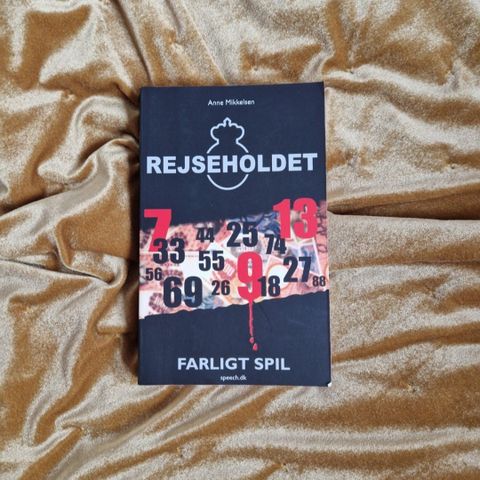 Anne Mikkelsen
REJSEHOLDET
7 33 44 25 74 13
56 69 55 26 9 18 27 88
FARLIGT SPIL
speech.dk